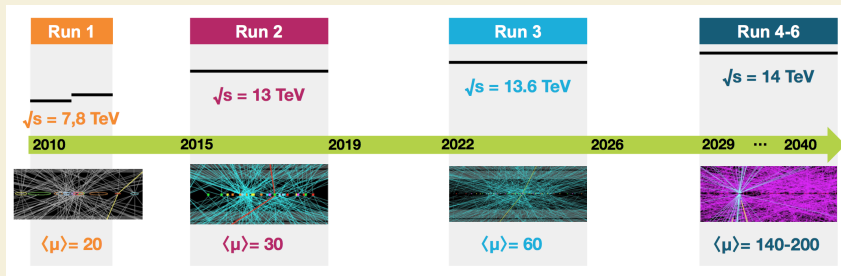 Run 1
Run 2
Run 3
Run 4-6
√s = 7,8 TeV
√s = 13 TeV
√s = 13.6 TeV
√s = 14 TeV
2010 2015 2019 2022 2026 2029 ··· 2040
⟨μ⟩= 20
⟨μ⟩= 30
⟨μ⟩= 60
⟨μ⟩= 140-200